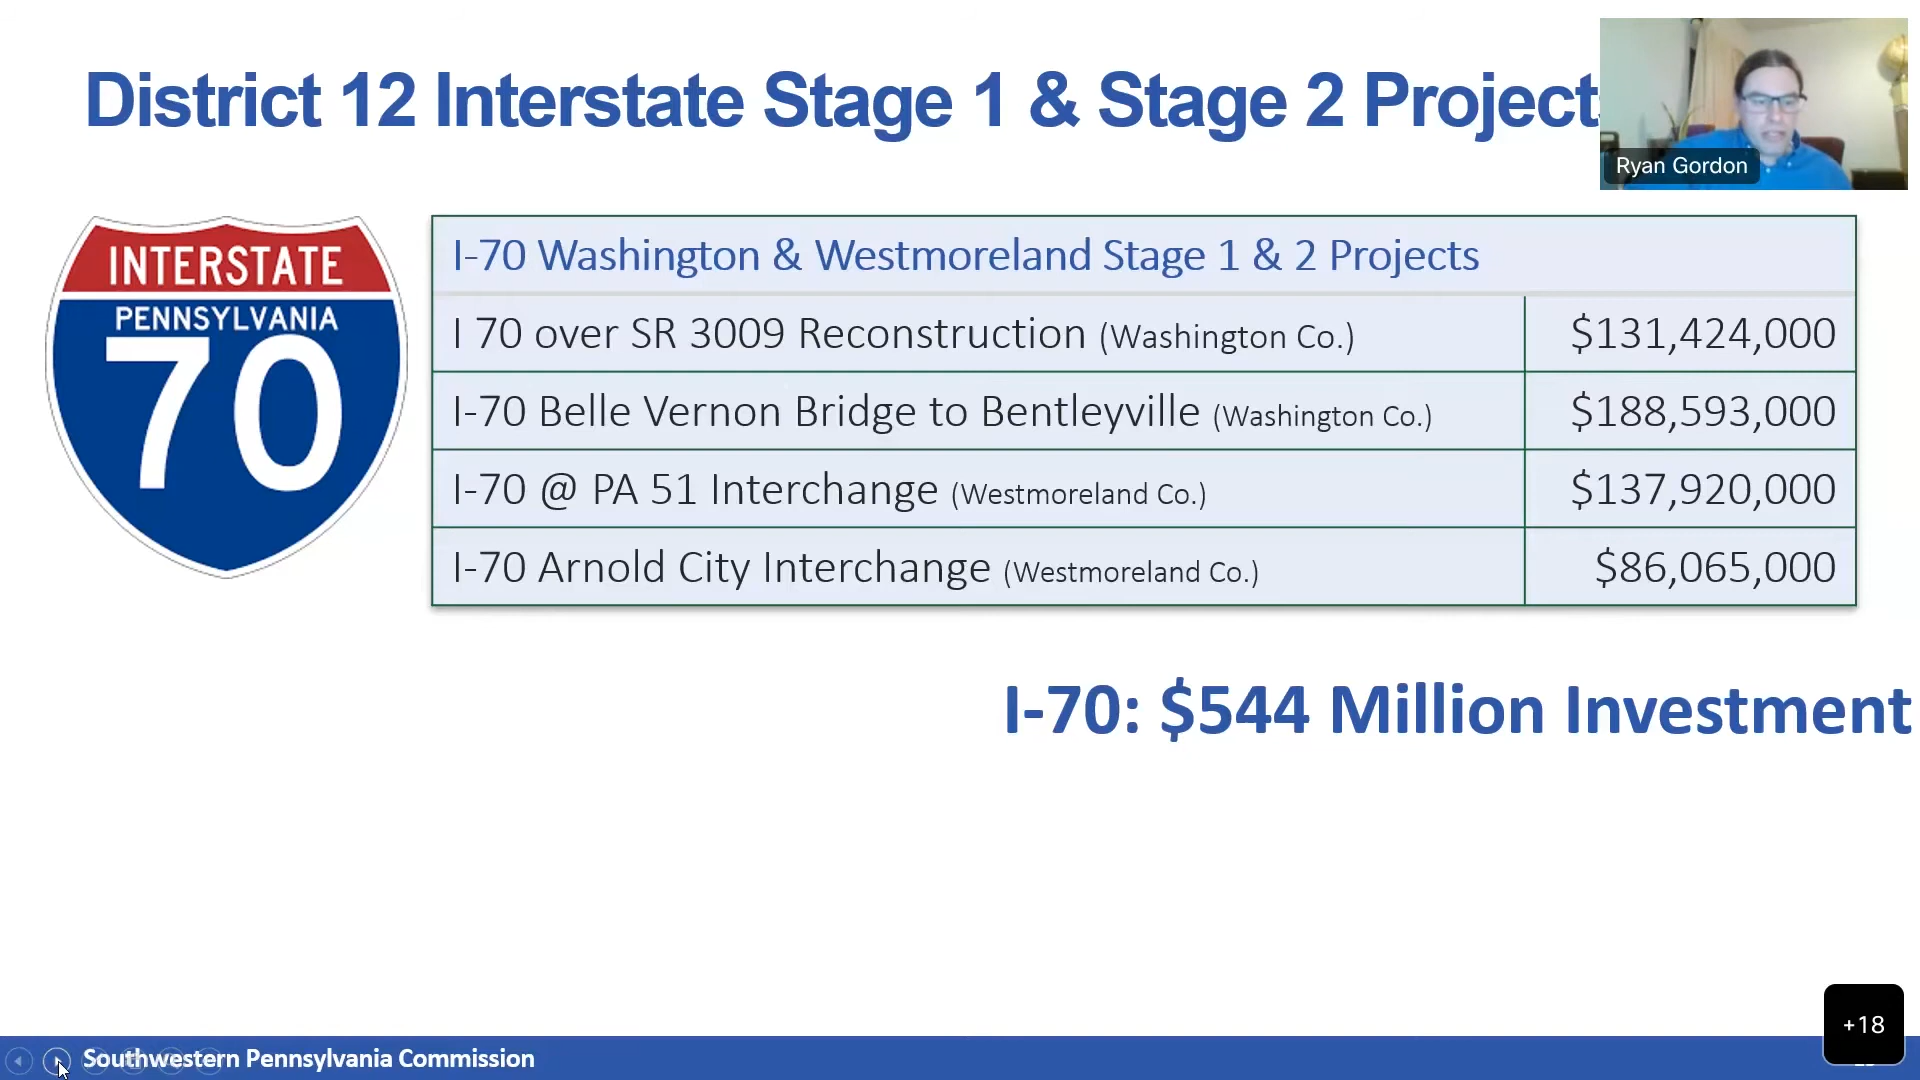 District 12 Interstate Stage 1 & Stage 2 Project
Ryan Gordon
INTERSTATE
PENNSYLVANIA
70
I-70 Washington & Westmoreland Stage 1 & 2 Projects
I 70 over SR 3009 Reconstruction (Washington Co.) $131,424,000
I-70 Belle Vernon Bridge to Bentleyville (Washington Co.) $188,593,000
I-70 @ PA 51 Interchange (Westmoreland Co.) $137,920,000
I-70 Arnold City Interchange (Westmoreland Co.) $86,065,000
I-70: $544 Million Investment
+18
Southwestern Pennsylvania Commission